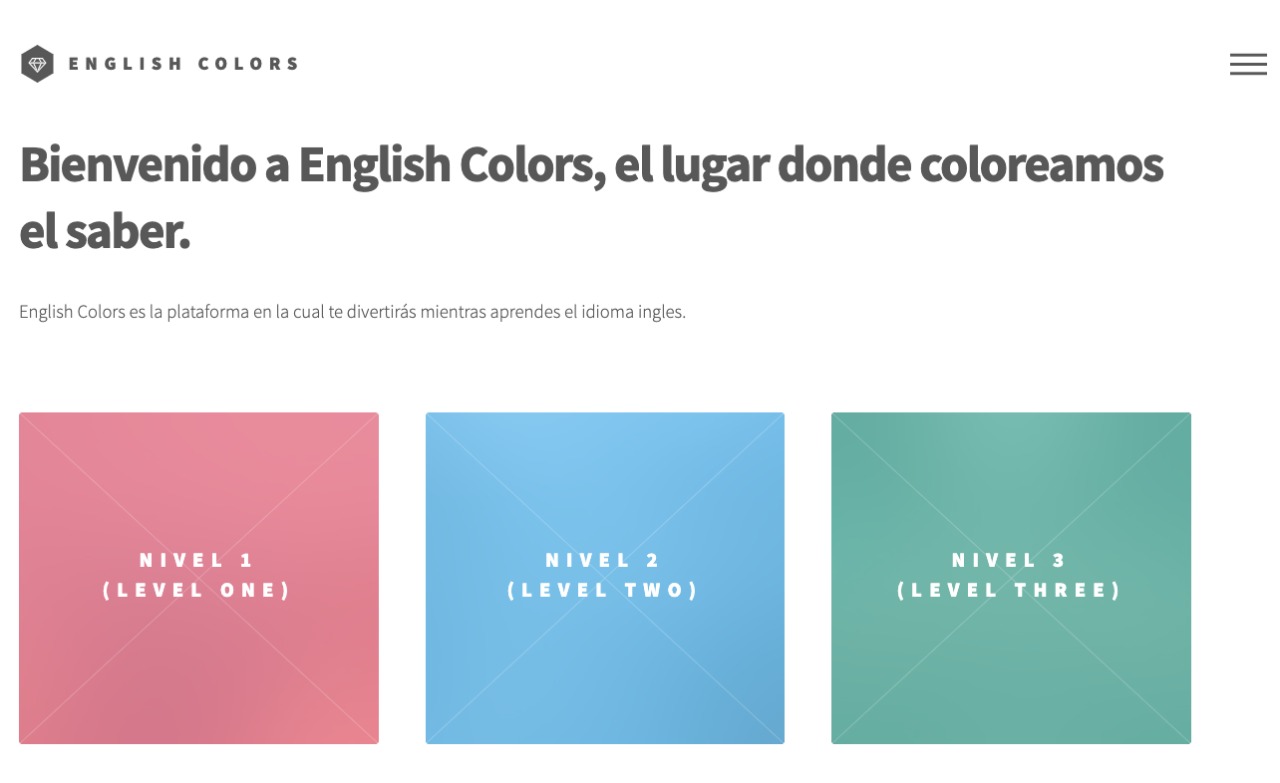 ENGLISH COLORS
Bienvenido a English Colors, el lugar donde coloreamos
el saber.
English Colors es la plataforma en la cual te divertirás mientras aprendes el idioma ingles.
NIVEL 1
(LEVEL ONE)
NIVEL 2
(LEVEL TWO)
NIVEL 3
(LEVEL THREE)